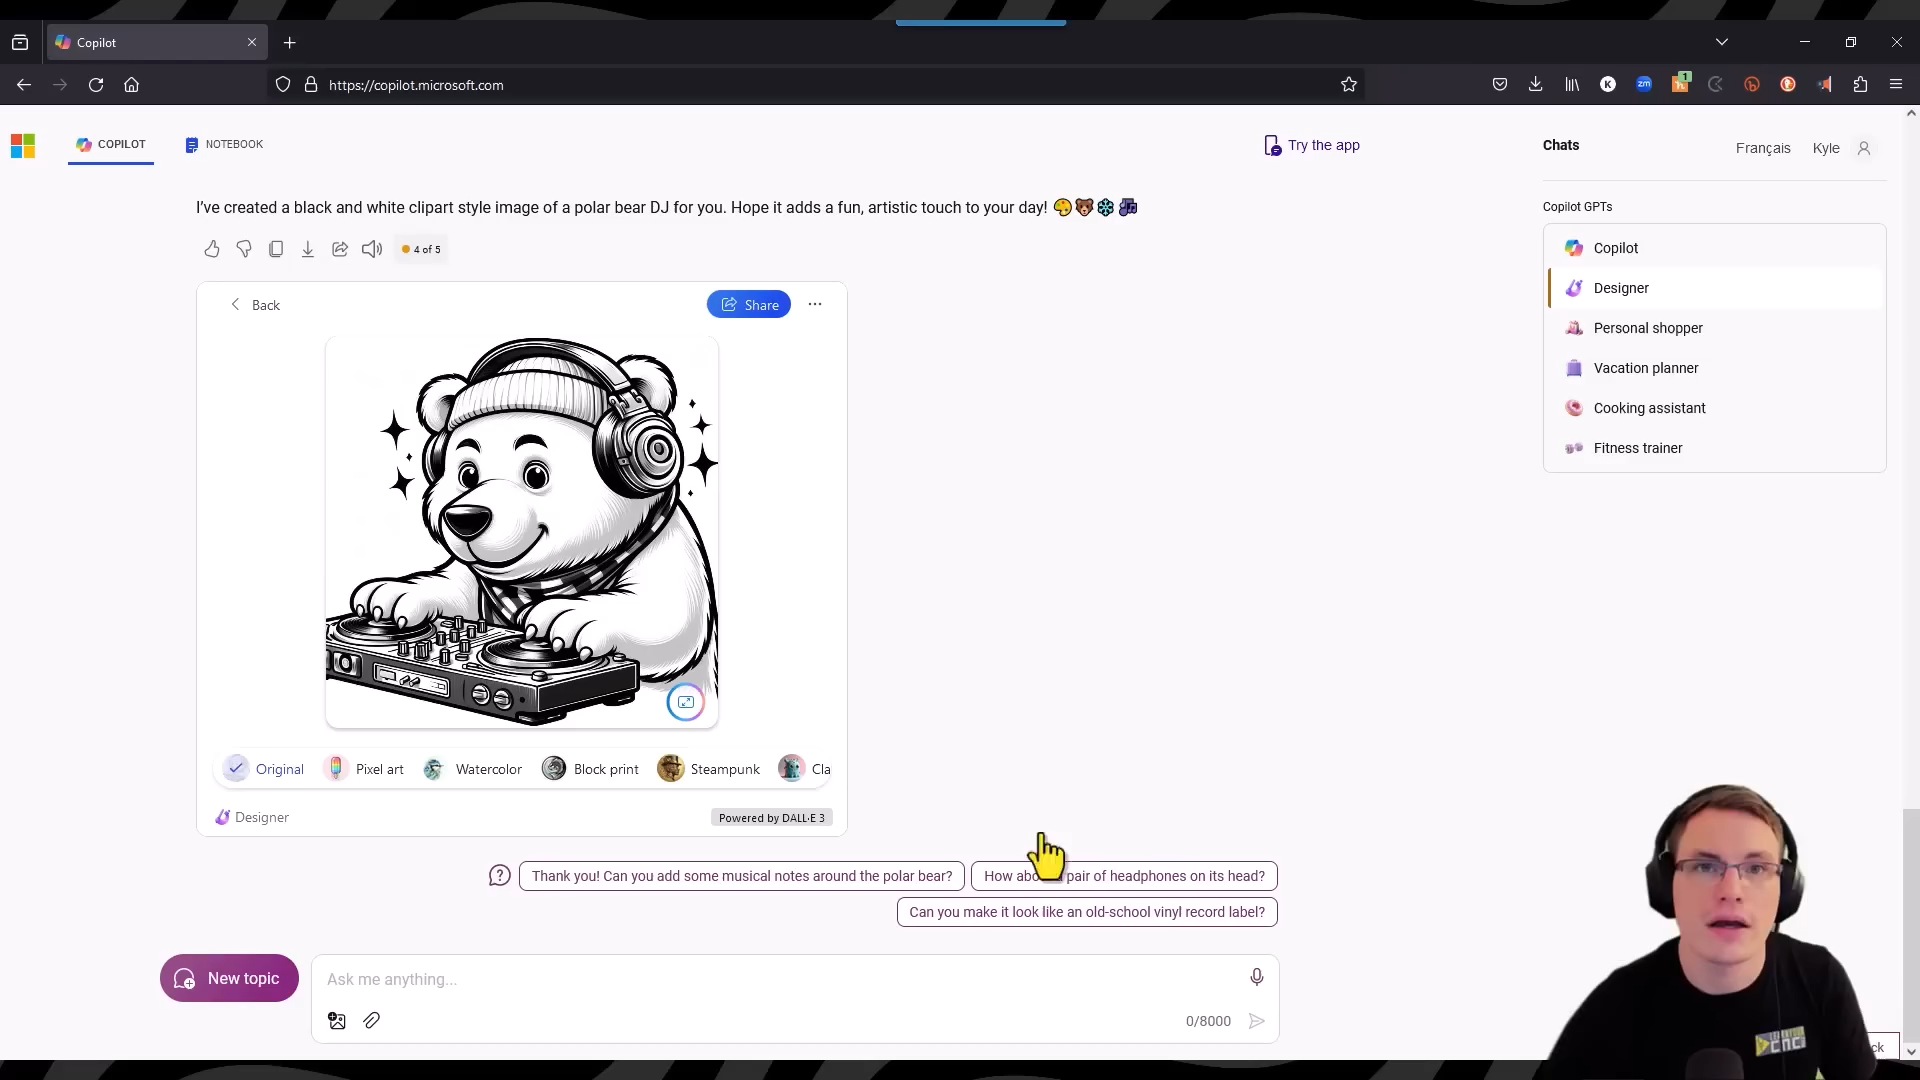 Copilot
https://copilot.microsoft.com
1
COPILOT
NOTEBOOK
Try the app
Chats
Français
Kyle
I've created a black and white clipart style image of a polar bear DJ for you. Hope it adds a fun, artistic touch to your day!
4 of 5
Back
Share
Original
Pixel art
Watercolor
Block print
Steampunk
Cla
Designer
Powered by DALL·E 3
Copilot GPTs
Copilot
Designer
Personal shopper
Vacation planner
Cooking assistant
Fitness trainer
Thank you! Can you add some musical notes around the polar bear?
How abo pair of headphones on its head?
Can you make it look like an old-school vinyl record label?
New topic
Ask me anything...
0/8000
CNC
ck